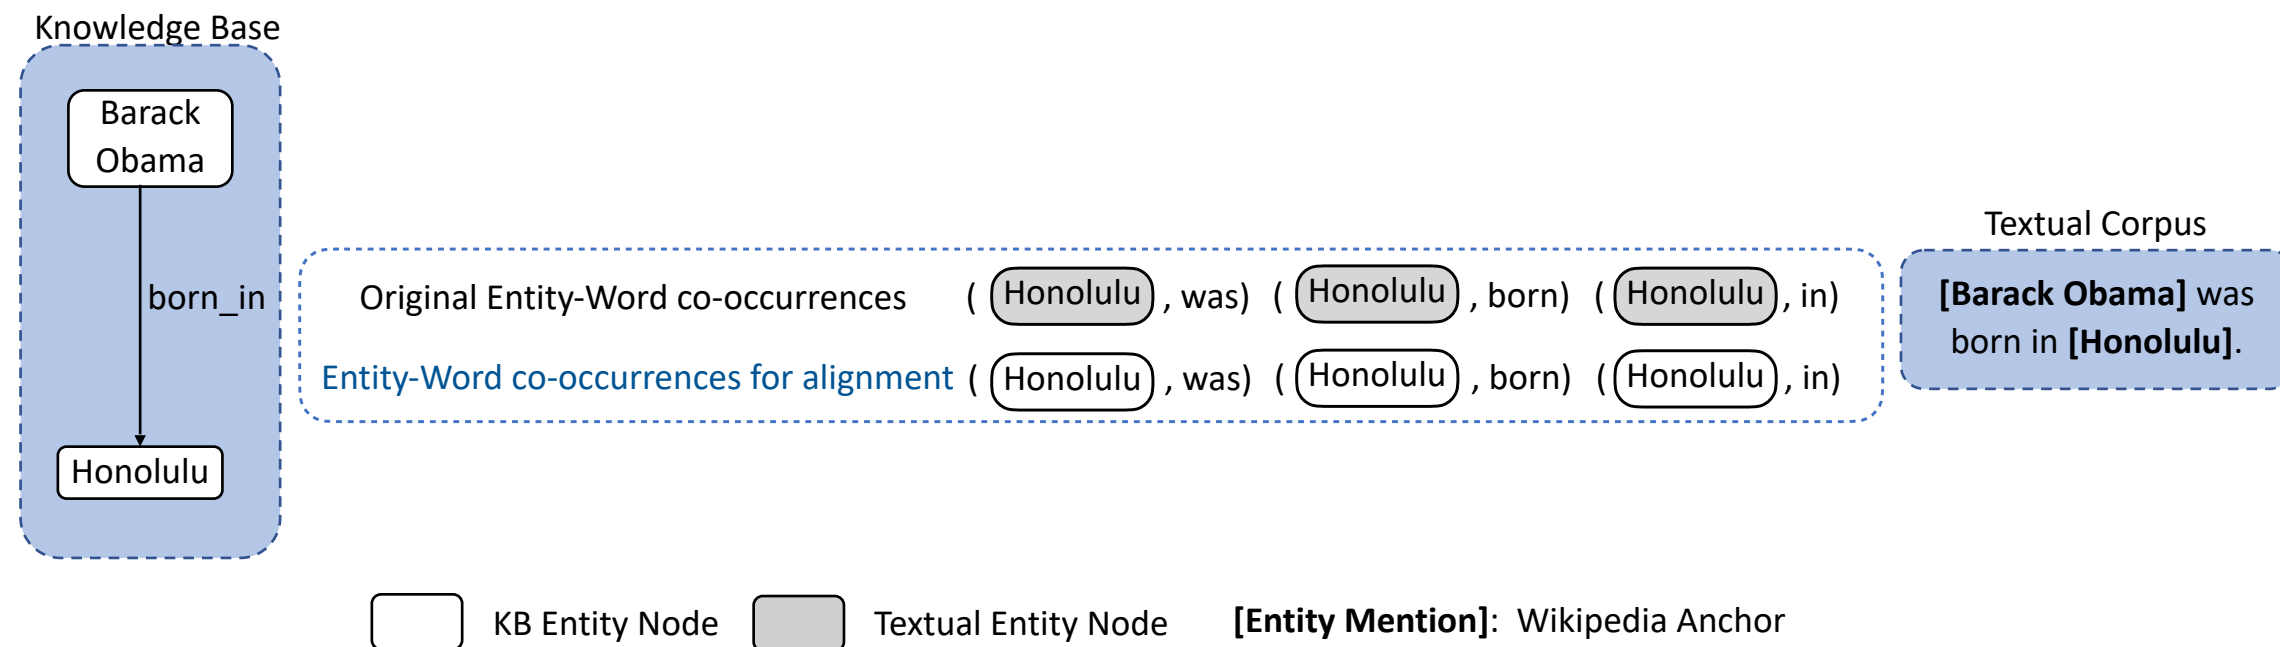 Knowledge Base
Barack
Obama
born_in
Honolulu
Original Entity-Word co-occurrences ( Honolulu , was) ( Honolulu , born) ( Honolulu , in)
Entity-Word co-occurrences for alignment ( Honolulu , was) ( Honolulu , born) ( Honolulu , in)
Textual Corpus
[Barack Obama] was
born in [Honolulu].
KB Entity Node
Textual Entity Node
[Entity Mention]: Wikipedia Anchor